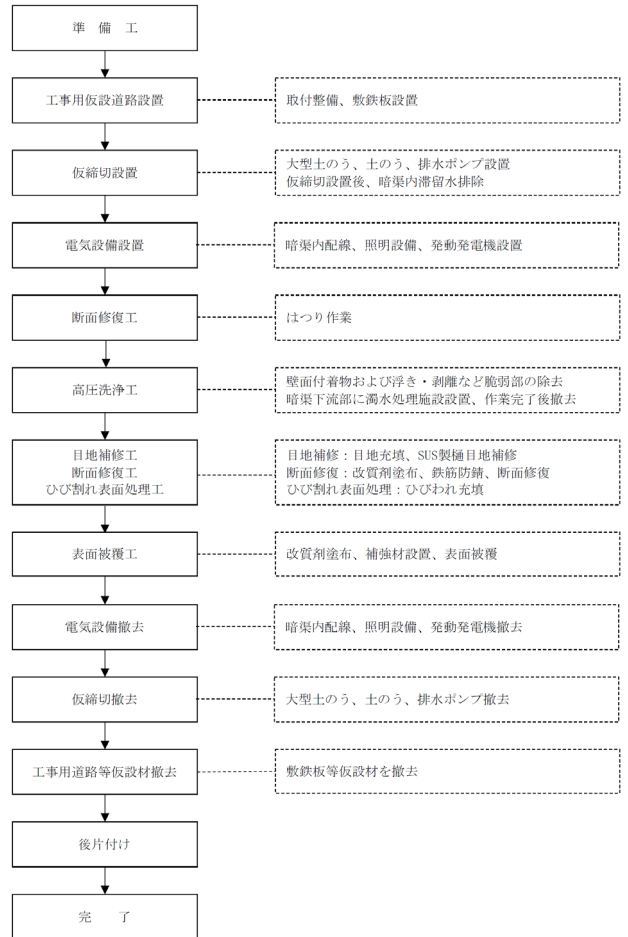 準 備 工
工事用仮設道路設置
取付整備、敷鉄板設置
仮締切設置
大型土のう、土のう、排水ポンプ設置
仮締切設置後、暗渠内滞留水排除
電気設備設置
暗渠内配線、照明設備、発動発電機設置
断面修復工
はつり作業
高圧洗浄工
壁面付着物および浮き・剥離など脆弱部の除去
暗渠下流部に濁水処理施設設置、作業完了後撤去
目地補修工
断面修復工
ひび割れ表面処理工
目地補修：目地充填、SUS製樋目地補修
断面修復：改質剤塗布、鉄筋防錆、断面修復
ひび割れ表面処理：ひびわれ充填
表面被覆工
改質剤塗布、補強材設置、表面被覆
電気設備撤去
暗渠内配線、照明設備、発動発電機撤去
仮締切撤去
大型土のう、土のう、排水ポンプ撤去
工事用道路等仮設材撤去
敷鉄板等仮設材を撤去
後片付け
完 了